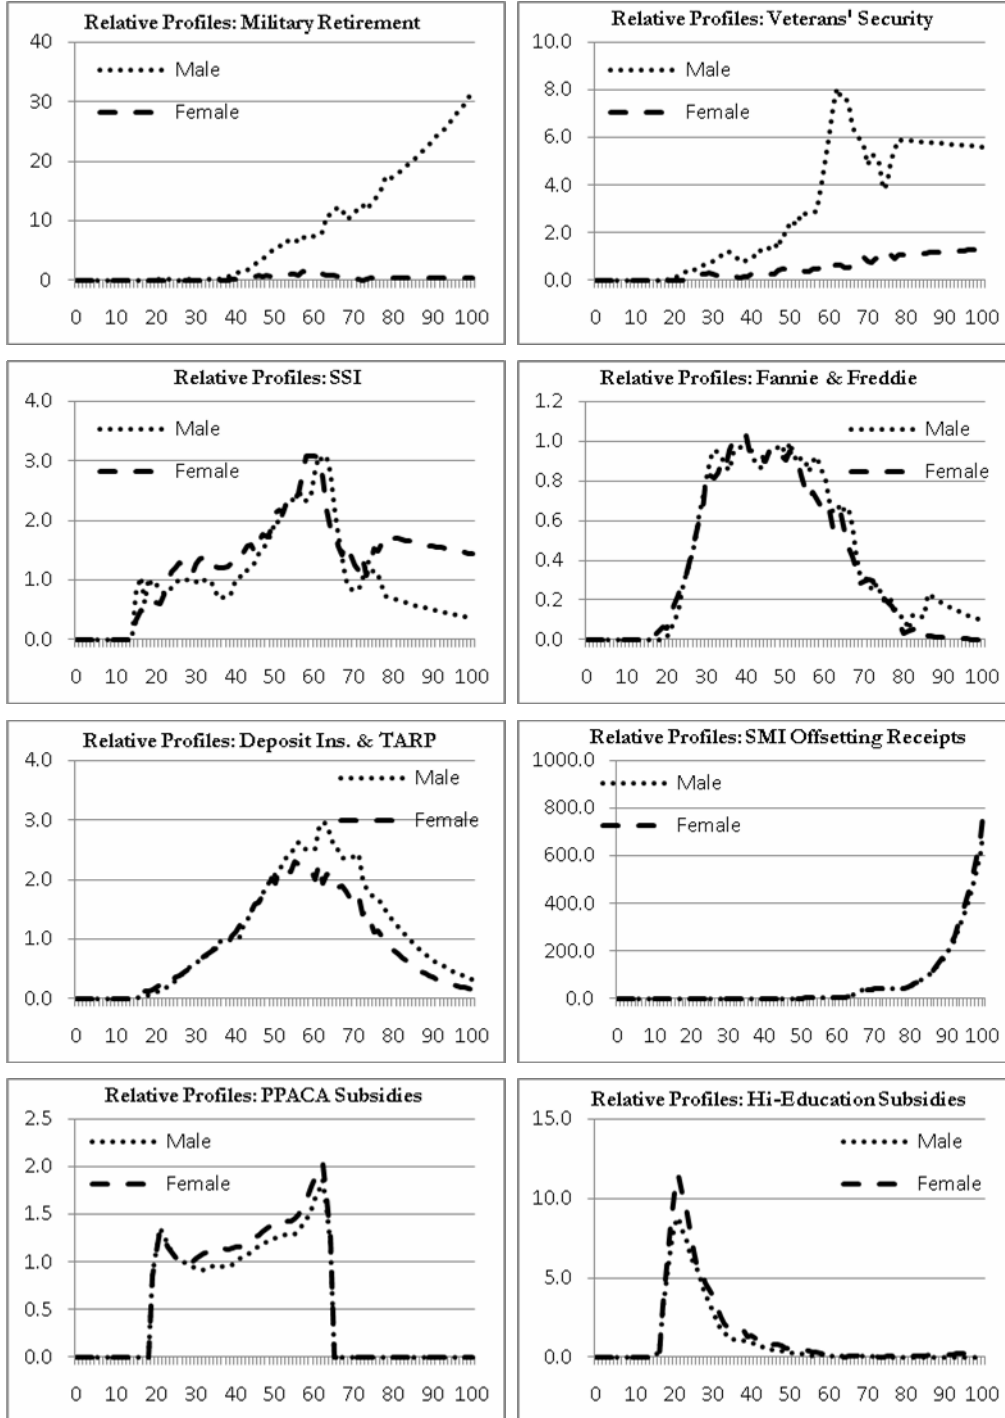 Relative Profiles: Military Retirement
40
30
20
10
0
Male
Female
0 10 20 30 40 50 60 70 80 90 100
Relative Profiles: Veterans' Security
10.0
8.0
6.0
4.0
2.0
0.0
Male
Female
0 10 20 30 40 50 60 70 80 90 100
Relative Profiles: SSI
4.0
3.0
2.0
1.0
0.0
Male
Female
0 10 20 30 40 50 60 70 80 90 100
Relative Profiles: Fannie & Freddie
1.2
1.0
0.8
0.6
0.4
0.2
0.0
Male
Female
0 10 20 30 40 50 60 70 80 90 100
Relative Profiles: Deposit Ins. & TARP
4.0
3.0
2.0
1.0
0.0
Male
Female
0 10 20 30 40 50 60 70 80 90 100
Relative Profiles: SMI Offsetting Receipts
1000.0
800.0
600.0
400.0
200.0
0.0
Male
Female
0 10 20 30 40 50 60 70 80 90 100
Relative Profiles: PPACA Subsidies
2.5
2.0
1.5
1.0
0.5
0.0
Male
Female
0 10 20 30 40 50 60 70 80 90 100
Relative Profiles: Hi-Education Subsidies
15.0
10.0
5.0
0.0
Male
Female
0 10 20 30 40 50 60 70 80 90 100